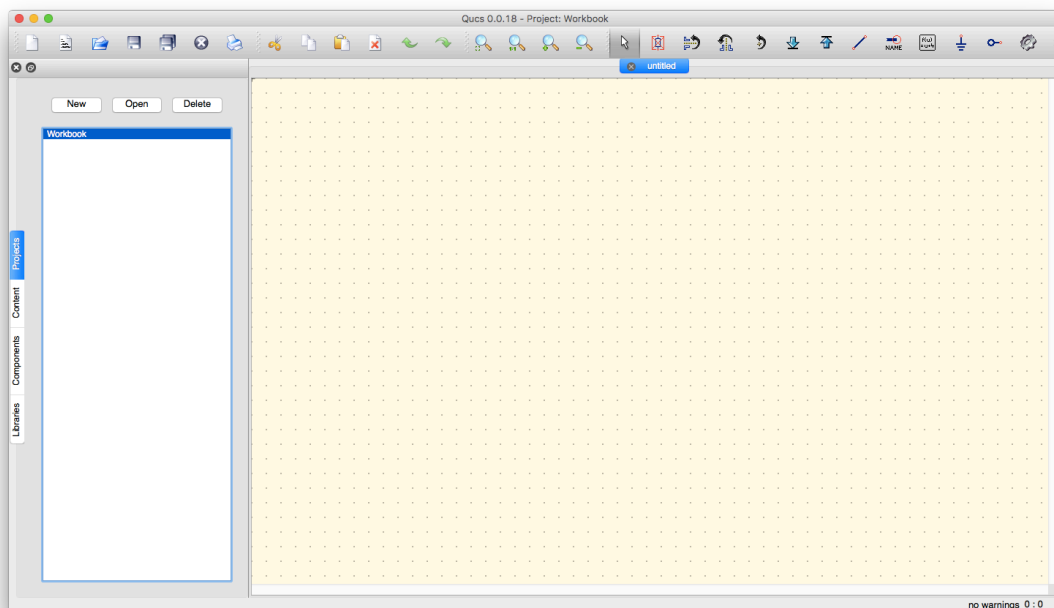 Qucs 0.0.18 - Project: Workbook
NAME
untitled
New Open Delete
Workbook
Projects
Content
Components
Libraries
no warnings 0 : 0